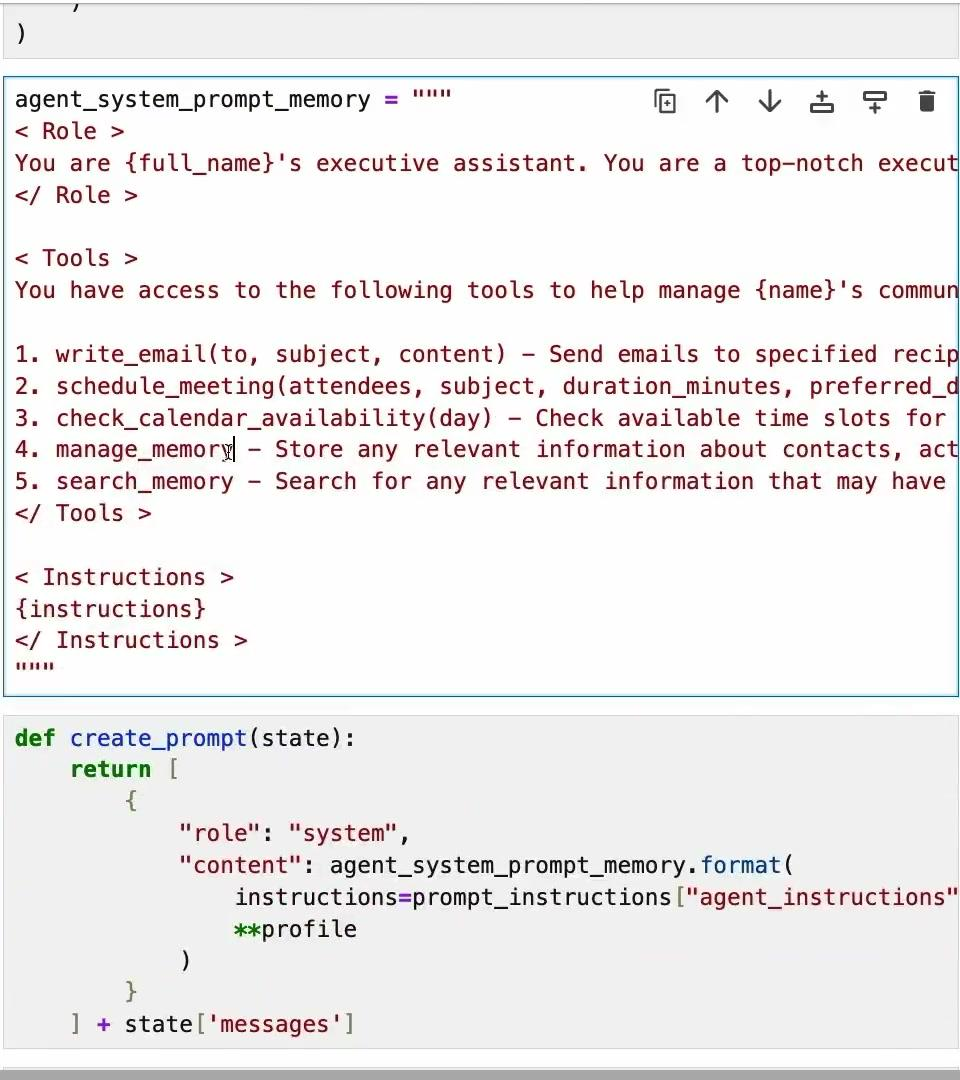 )
agent_system_prompt_memory = """
< Role >
You are {full_name}'s executive assistant. You are a top-notch execut
</ Role >
< Tools >
You have access to the following tools to help manage {name}'s commun
1. write_email(to, subject, content) - Send emails to specified recip
2. schedule_meeting(attendees, subject, duration_minutes, preferred_d
3. check_calendar_availability(day) - Check available time slots for
4. manage_memory - Store any relevant information about contacts, act
5. search_memory - Search for any relevant information that may have
</ Tools >
< Instructions >
{instructions}
</ Instructions >
"""
def create_prompt(state):
    return [
        {
            "role": "system",
            "content": agent_system_prompt_memory.format(
                instructions=prompt_instructions["agent_instructions"
                **profile
            )
        }
    ] + state['messages']